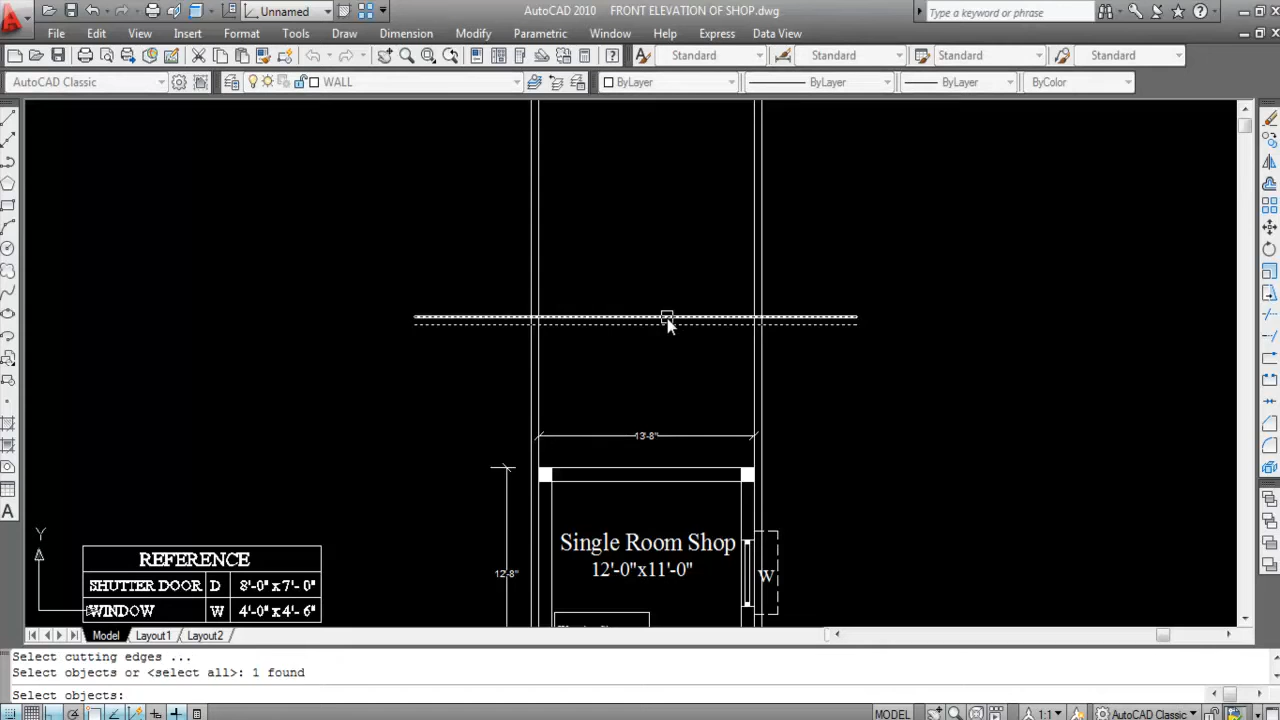 Unnamed
AutoCAD 2010 FRONT ELEVATION OF SHOP.dwg
Type a keyword or phrase
File Edit View Insert Format Tools Draw Dimension Modify Parametric Window Help Express Data View
Standard Standard Standard Standard
AutoCAD Classic WALL ByLayer ByLayer ByLayer ByColor
13'-8"
Single Room Shop
12'-0"x11'-0"
12'-8"
W
Y
REFERENCE
SHUTTER DOOR D 8'-0" x 7'- 0"
WINDOW W 4'-0" x 4'- 6"
Model Layout1 Layout2
Select cutting edges ...
Select objects or <select all>: 1 found
Select objects:
MODEL 1:1 AutoCAD Classic